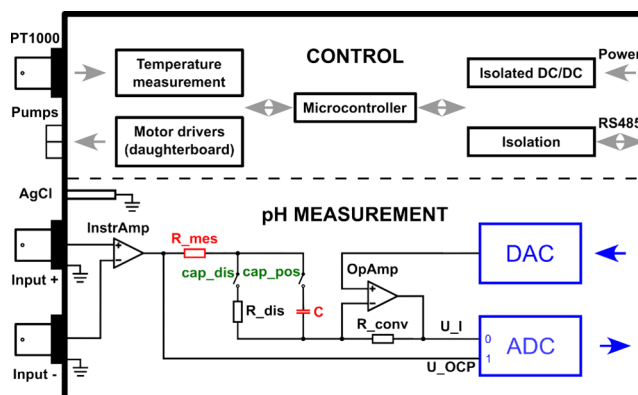 PT1000
Temperature
measurement
CONTROL
Isolated DC/DC
Power
Microcontroller
Pumps
Motor drivers
(daughterboard)
Isolation
RS485
AgCl
pH MEASUREMENT
InstrAmp
R_mes
DAC
cap_dis
cap_pos
OpAmp
Input +
R_dis
C
R_conv
U_I
0
ADC
1
U_OCP
Input -
+
-
+
-